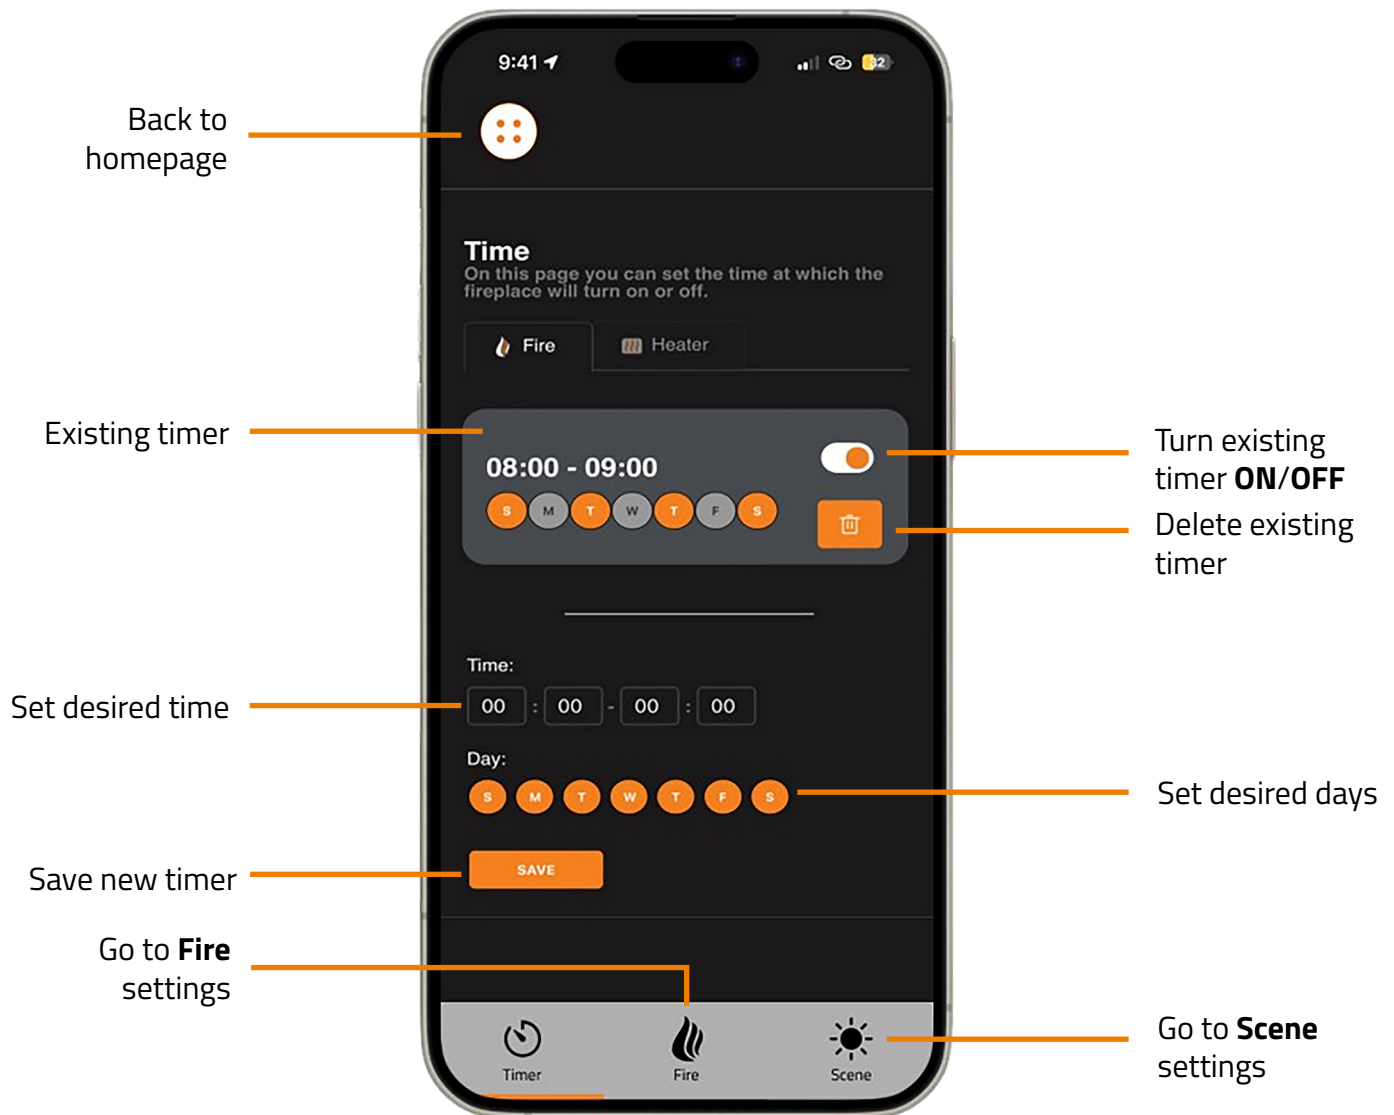 9:41
32
Back to
homepage
Time
On this page you can set the time at which the
fireplace will turn on or off.
Fire
Heater
Existing timer
08:00 - 09:00
S M T W T F S
Turn existing
timer ON/OFF
Delete existing
timer
Time:
Set desired time
00 : 00 - 00 : 00
Day:
S M T W T F S
Set desired days
Save new timer
SAVE
Go to Fire
settings
Timer
Fire
Scene
Go to Scene
settings